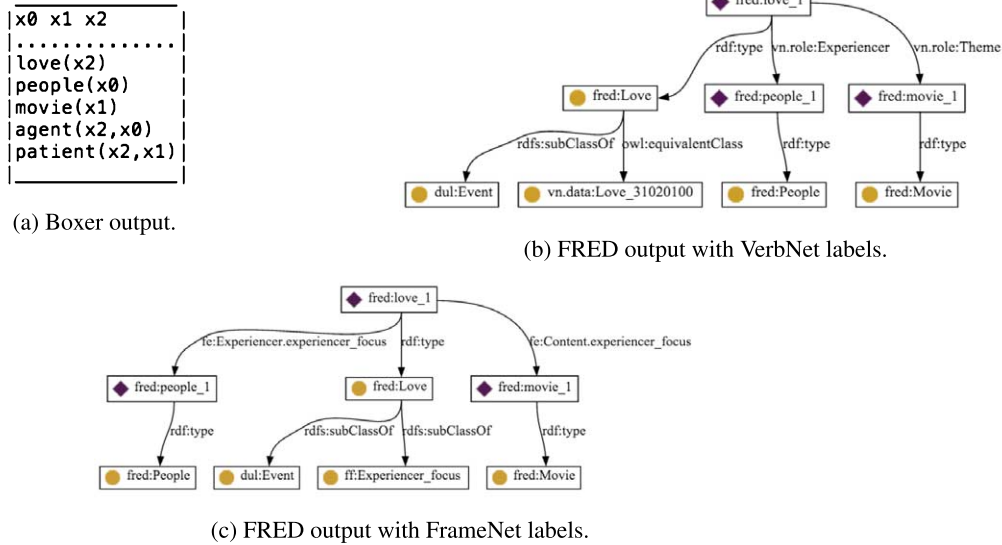 x0 x1 x2
..............
love(x2)
people(x0)
movie(x1)
agent(x2,x0)
patient(x2,x1)
(a) Boxer output.
fred:love_1
rdf:type vn.role:Experiencer vn.role:Theme
fred:Love fred:people_1 fred:movie_1
rdfs:subClassOf owl:equivalentClass rdf:type rdf:type
dul:Event vn.data:Love_31020100 fred:People fred:Movie
(b) FRED output with VerbNet labels.
fred:love_1
fe:Experiencer.experiencer_focus rdf:type fe:Content.experiencer_focus
fred:people_1 fred:Love fred:movie_1
rdf:type rdfs:subClassOf rdfs:subClassOf rdf:type
fred:People dul:Event ff:Experiencer_focus fred:Movie
(c) FRED output with FrameNet labels.